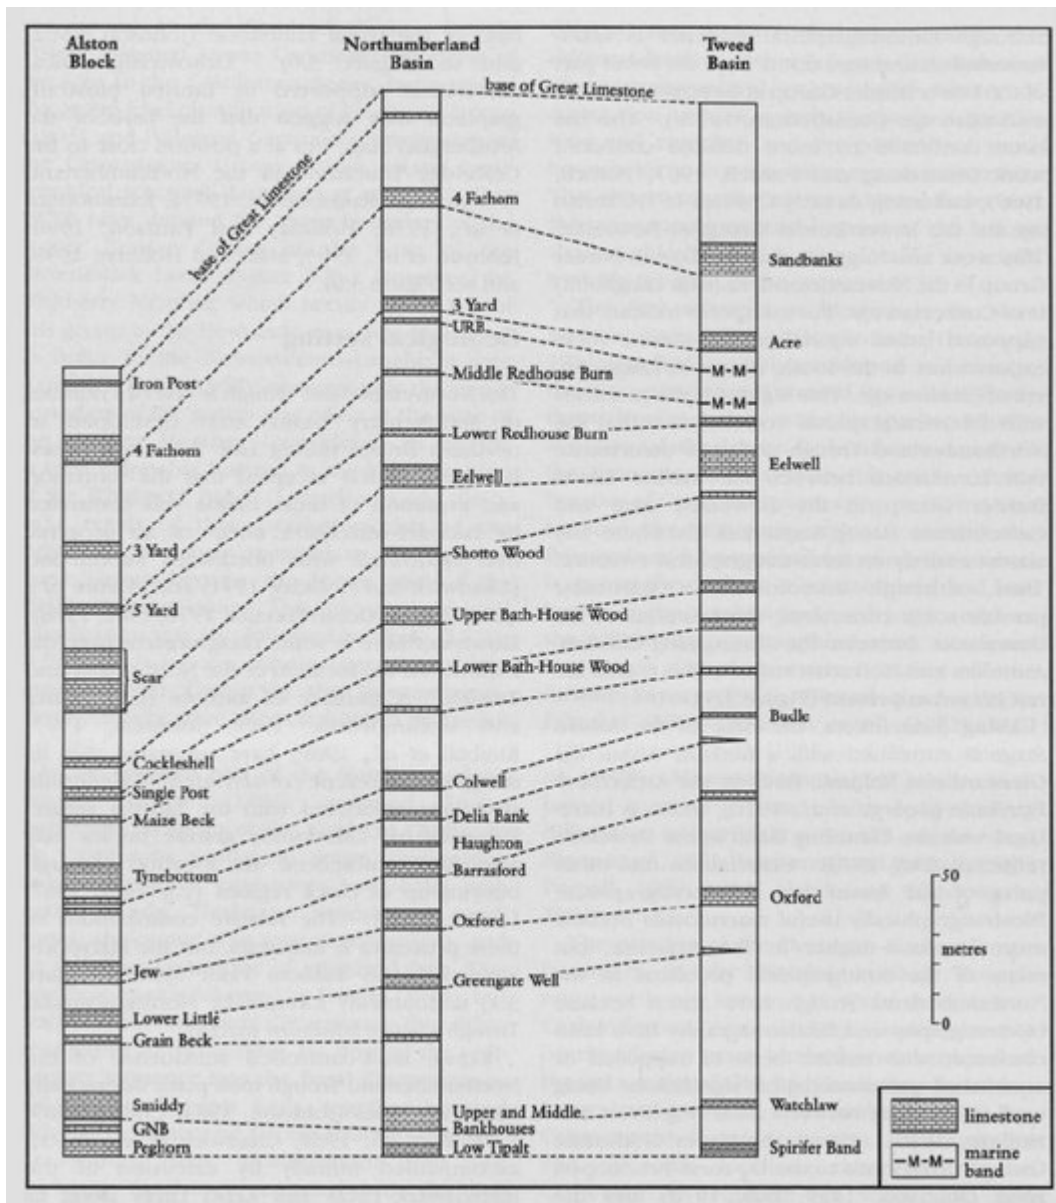 Alston
Block
Northumberland
Basin
Tweed
Basin
base of Great Limestone
base of Great Limestone
Iron Post
4 Fathom
3 Yard
5 Yard
Scar
Cockleshell
Single Post
Maize Beck
Tynebottom
Jew
Lower Little
Grain Beck
Smiddy
GNB
Peghorn
4 Fathom
3 Yard
URB
Middle Redhouse Burn
Lower Redhouse Burn
Eelwell
Shotto Wood
Upper Bath-House Wood
Lower Bath-House Wood
Colwell
Delia Bank
Haughton
Barrasford
Oxford
Greengate Well
Upper and Middle
Bankhouses
Low Tipalt
Sandbanks
Acre
M-M
M-M
Eelwell
Budle
Oxford
Watchlaw
Spirifer Band
50
metres
0
limestone
M-M
marine
band